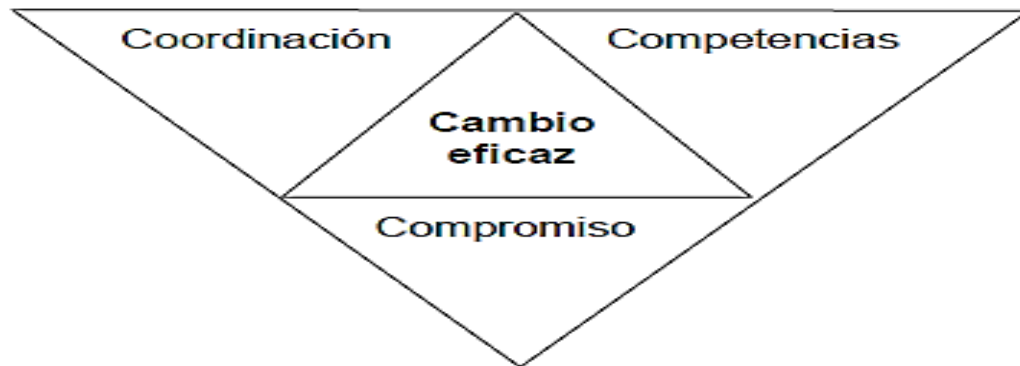 Coordinación
Competencias
Cambio
eficaz
Compromiso